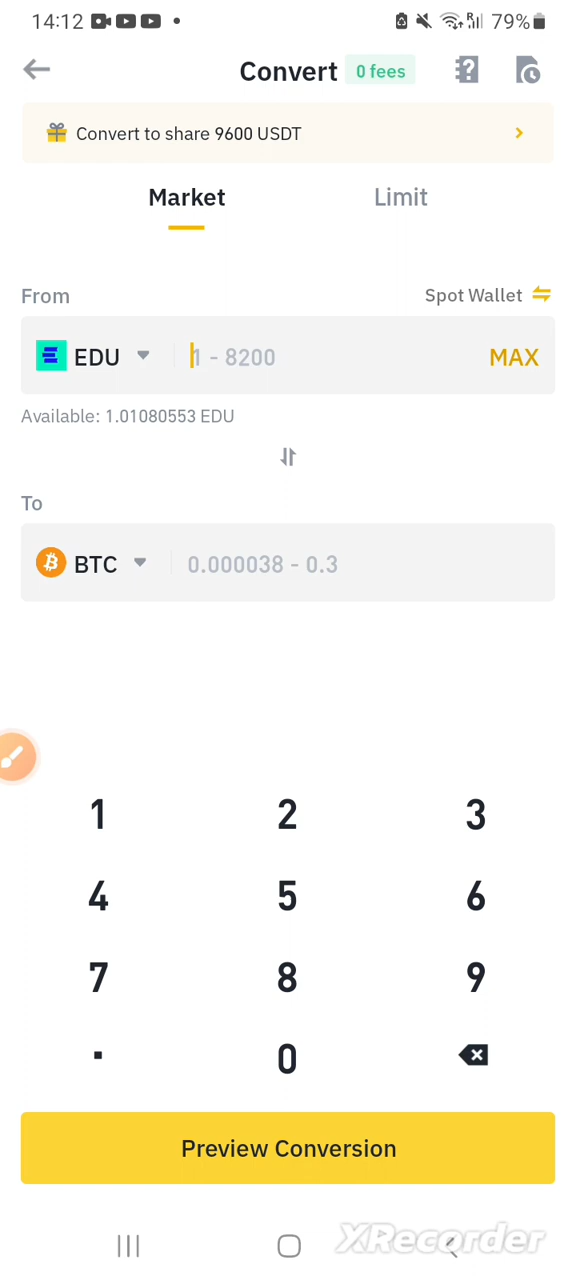 14:12 79%
Convert 0 fees
Convert to share 9600 USDT
Market Limit
From Spot Wallet
EDU 1 - 8200 MAX
Available: 1.01080553 EDU
To
BTC 0.000038 - 0.3
1 2 3
4 5 6
7 8 9
. 0
Preview Conversion
XRecorder